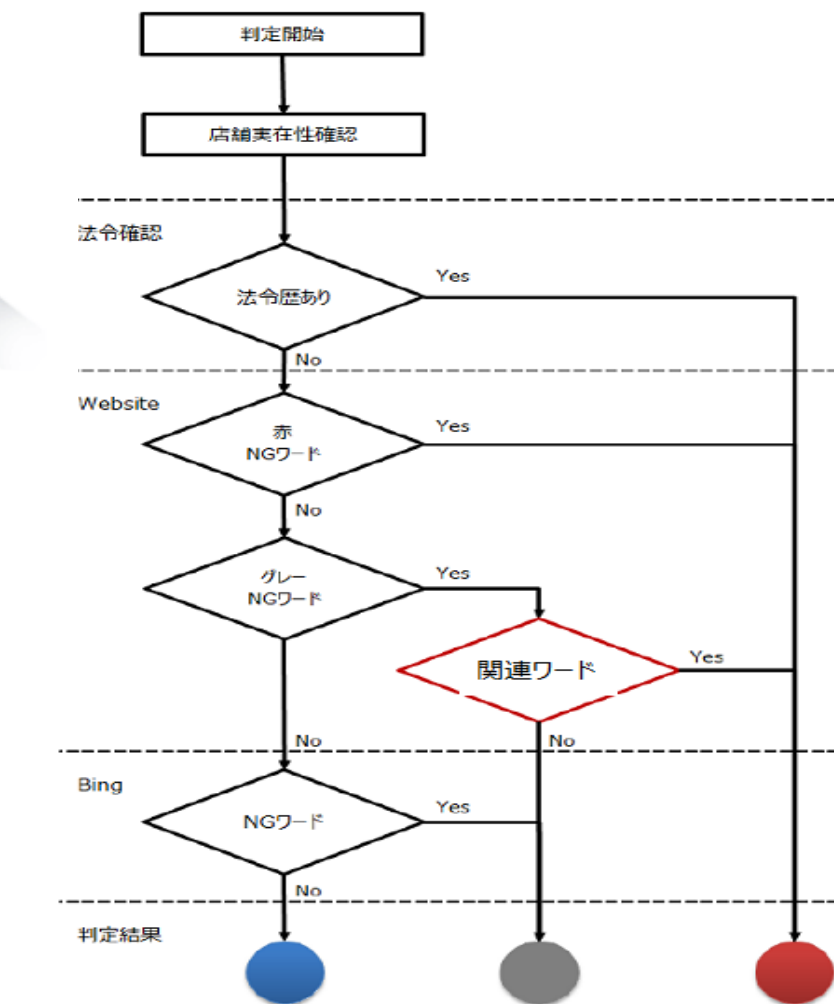 判定開始
店舗実在性確認
法令確認
法令歴あり
Yes
No
Website
赤
NGワード
Yes
No
グレー
NGワード
Yes
関連ワード
Yes
No
No
Bing
NGワード
Yes
No
判定結果